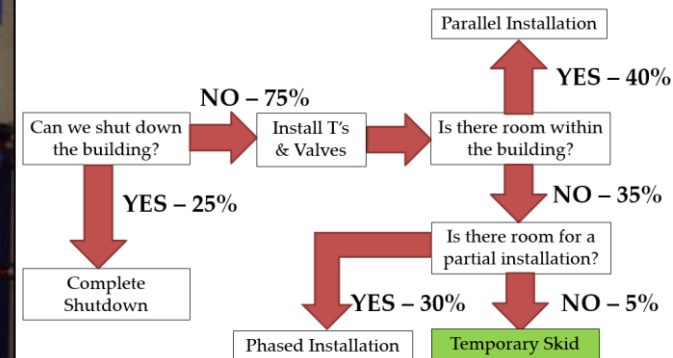 Parallel Installation
YES – 40%
NO – 75%
Can we shut down
the building?
Install T's
& Valves
Is there room within
the building?
YES – 25%
NO – 35%
Is there room for a
partial installation?
Complete
Shutdown
YES – 30%
NO – 5%
Phased Installation
Temporary Skid